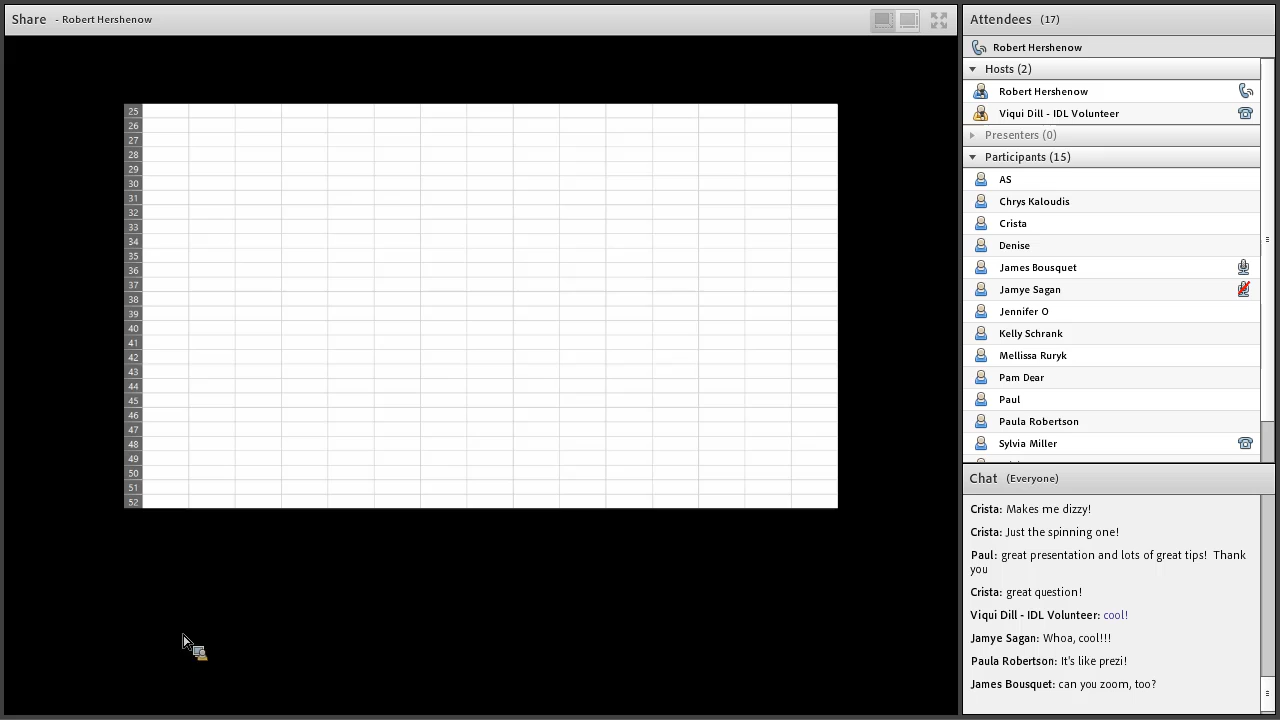 Share - Robert Hershenow
25
26
27
28
29
30
31
32
33
34
35
36
37
38
39
40
41
42
43
44
45
46
47
48
49
50
51
52
Attendees (17)
Robert Hershenow
Hosts (2)
Robert Hershenow
Viqui Dill - IDL Volunteer
Presenters (0)
Participants (15)
AS
Chrys Kaloudis
Crista
Denise
James Bousquet
Jamye Sagan
Jennifer O
Kelly Schrank
Mellissa Ruryk
Pam Dear
Paul
Paula Robertson
Sylvia Miller
Chat (Everyone)
Crista: Makes me dizzy!
Crista: Just the spinning one!
Paul: great presentation and lots of great tips! Thank
you
Crista: great question!
Viqui Dill - IDL Volunteer: cool!
Jamye Sagan: Whoa, cool!!!
Paula Robertson: It's like prezi!
James Bousquet: can you zoom, too?